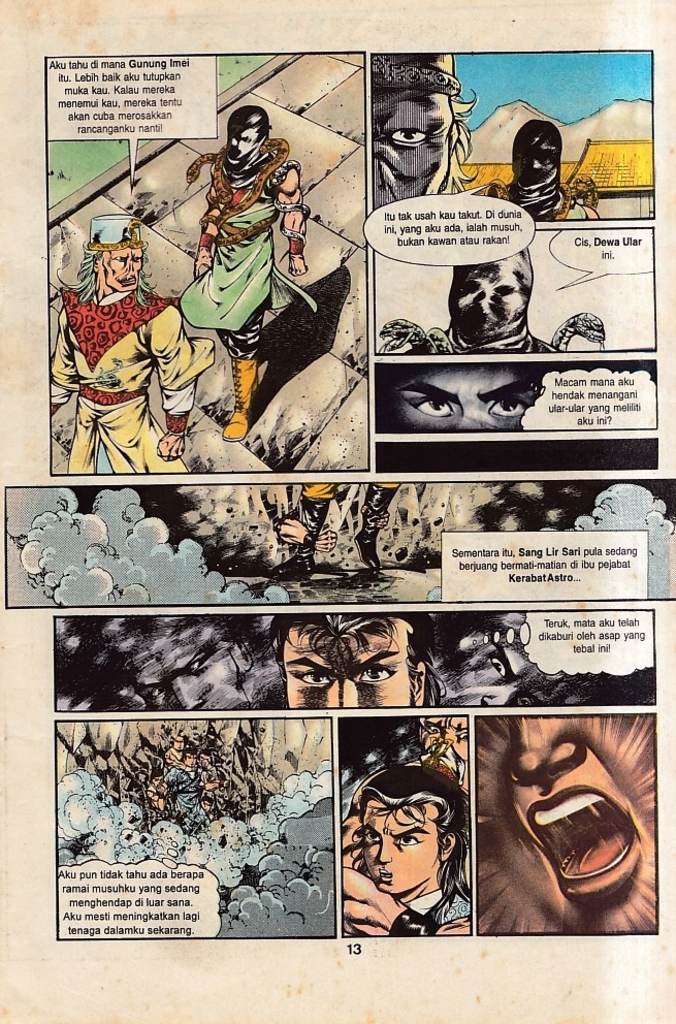 Aku tahu di mana Gunung Imei
itu. Lebih baik aku tutupkan
muka kau. Kalau mereka
menemui kau, mereka tentu
akan cuba merosakkan
rancanganku nanti!
Itu tak usah kau takut. Di dunia
ini, yang aku ada, ialah musuh,
bukan kawan atau rakan!
Cis, Dewa Ular
ini.
Macam mana aku
hendak menangani
ular-ular yang meliliti
aku ini?
Sementara itu, Sang Lir Sari pula sedang
berjuang bermati-matian di ibu pejabat
KerabatAstro...
Teruk, mata aku telah
dikaburi oleh asap yang
tebal ini!
Aku pun tidak tahu ada berapa
ramai musuhku yang sedang
menghendap di luar sana.
Aku mesti meningkatkan lagi
tenaga dalamku sekarang.
13